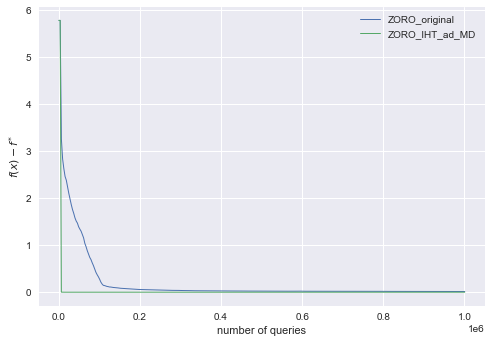 ZORO_original
ZORO_IHT_ad_MD
6
5
4
3
2
1
0
f(x) − f*
0.0 0.2 0.4 0.6 0.8 1.0
1e6
number of queries